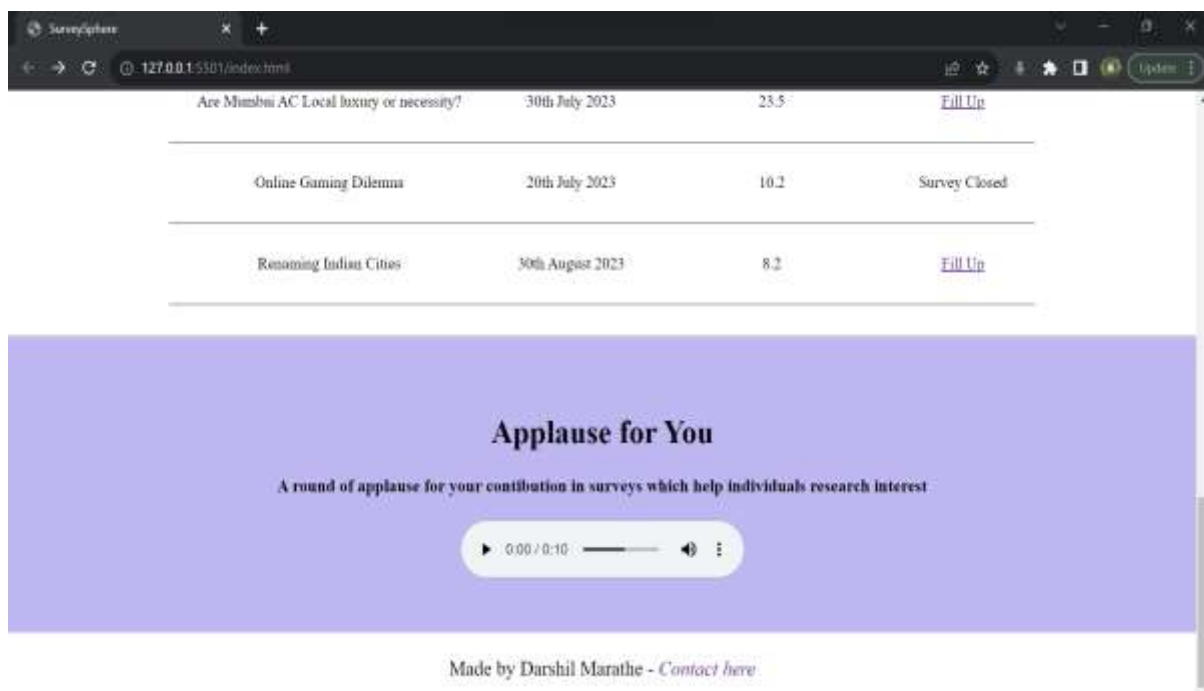 SurveySphere
127.0.0.1:5501/index.html
Update
Are Mumbai AC Local luxury or necessity? 30th July 2023 23.5 Fill Up
Online Gaming Dilemma 20th July 2023 10.2 Survey Closed
Renaming Indian Cities 30th August 2023 8.2 Fill Up
Applause for You
A round of applause for your contibution in surveys which help individuals research interest
0:00 / 0:10
Made by Darshil Marathe - Contact here